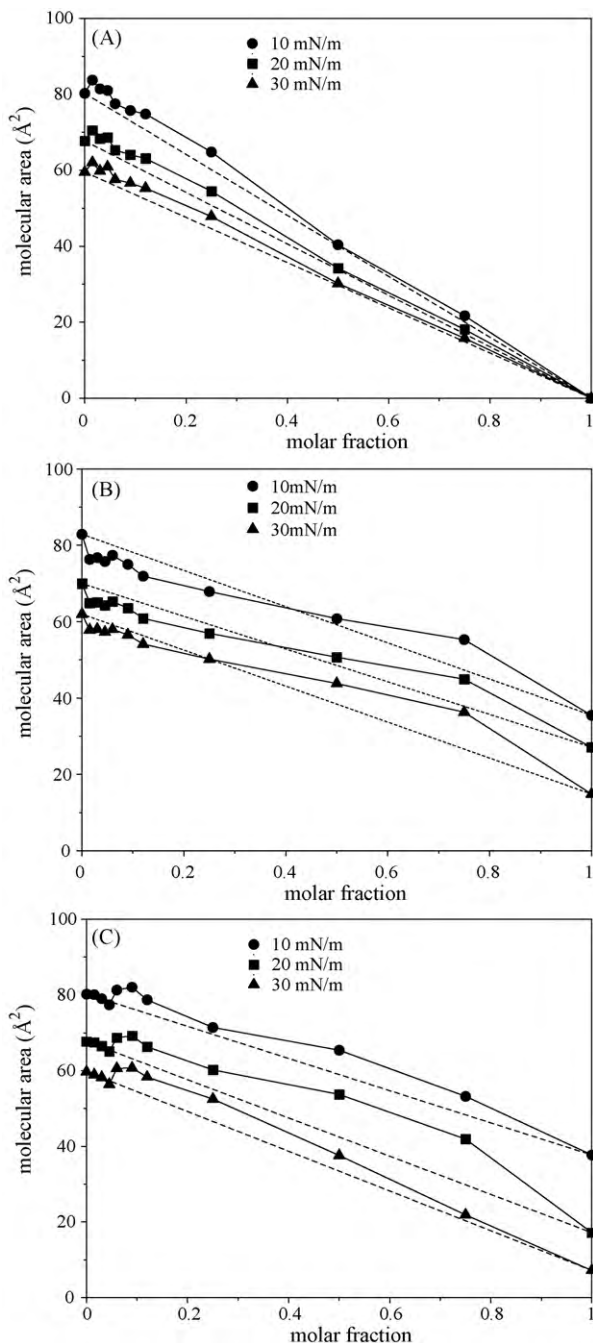 (A)
10 mN/m
20 mN/m
30 mN/m
100
80
60
40
20
0
molecular area (Å²)
0 0.2 0.4 0.6 0.8 1
molar fraction
(B)
10mN/m
20mN/m
30mN/m
100
80
60
40
20
0
molecular area (Å²)
0 0.2 0.4 0.6 0.8 1
molar fraction
(C)
10 mN/m
20 mN/m
30 mN/m
100
80
60
40
20
0
molecular area (Å²)
0 0.2 0.4 0.6 0.8 1
molar fraction